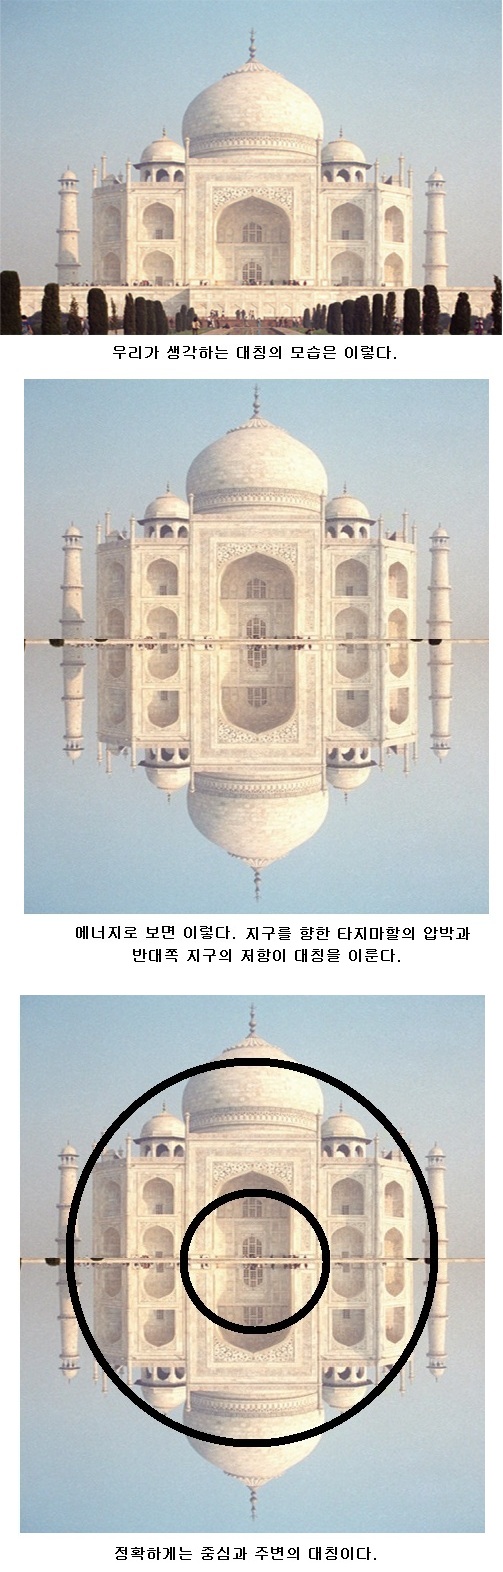 우리가 생각하는 대칭의 모습은 이렇다.
에너지로 보면 이렇다. 지구를 향한 타지마할의 압박과
반대쪽 지구의 저항이 대칭을 이룬다.
정확하게는 중심과 주변의 대칭이다.